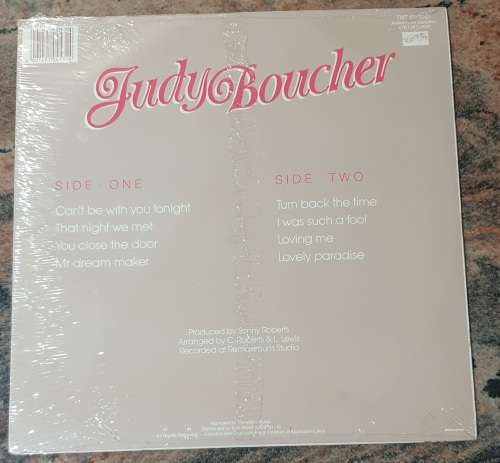 Judy Boucher
SIDE ONE
Can't be with you tonight
That night we met
You close the door
Mr dream maker
SIDE TWO
Turn back the time
I was such a fool
Loving me
Lovely paradise
Produced by Sonny Roberts
Arranged by C. Roberts & L. Lewis
Recorded at Studio